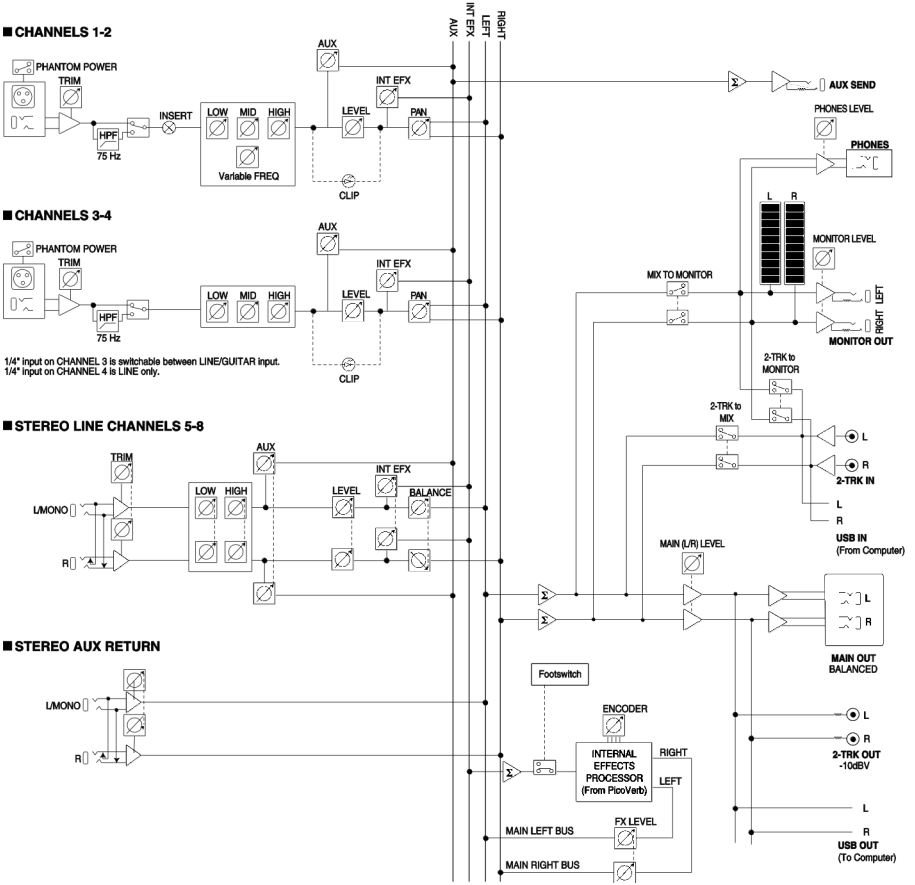 AUX
INT EFX
LEFT
RIGHT
■ CHANNELS 1-2
PHANTOM POWER
TRIM
HPF
75 Hz
INSERT
LOW MID HIGH
Variable FREQ
AUX
INT EFX
LEVEL
PAN
CLIP
Σ
AUX SEND
PHONES LEVEL
PHONES
■ CHANNELS 3-4
PHANTOM POWER
TRIM
HPF
75 Hz
LOW MID HIGH
AUX
INT EFX
LEVEL
PAN
CLIP
1/4" input on CHANNEL 3 is switchable between LINE/GUITAR input.
1/4" input on CHANNEL 4 is LINE only.
L R
MIX TO MONITOR
MONITOR LEVEL
LEFT
RIGHT
MONITOR OUT
2-TRK to
MONITOR
2-TRK to
MIX
L
R
2-TRK IN
L
R
USB IN
(From Computer)
■ STEREO LINE CHANNELS 5-8
TRIM
L/MONO
R
LOW HIGH
AUX
LEVEL
INT EFX
BALANCE
MAIN (L/R) LEVEL
Σ
Σ
L
R
MAIN OUT
BALANCED
■ STEREO AUX RETURN
L/MONO
R
Footswitch
ENCODER
Σ
INTERNAL
EFFECTS
PROCESSOR
(From PicoVerb)
RIGHT
LEFT
FX LEVEL
MAIN LEFT BUS
MAIN RIGHT BUS
L
R
2-TRK OUT
-10dBV
L
R
USB OUT
(To Computer)